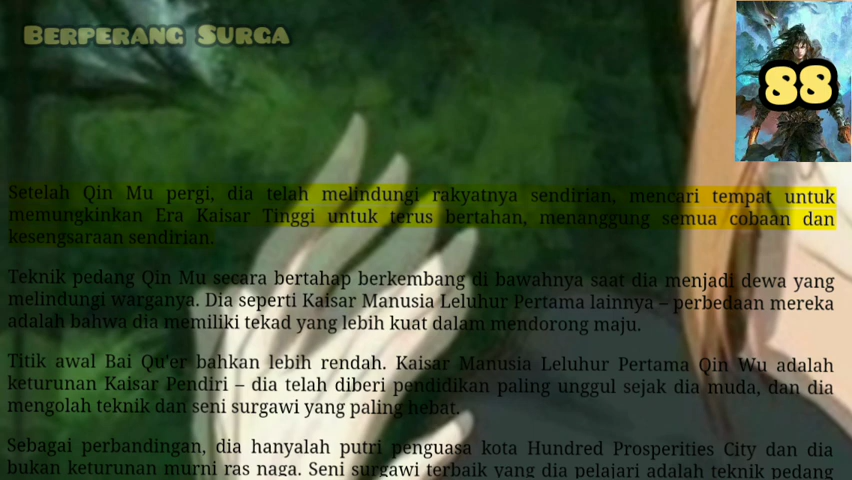 Berperang Surga
88
Setelah Qin Mu pergi, dia telah melindungi rakyatnya sendirian, mencari tempat untuk
memungkinkan Era Kaisar Tinggi untuk terus bertahan, menanggung semua cobaan dan
kesengsaraan sendirian.
Teknik pedang Qin Mu secara bertahap berkembang di bawahnya saat dia menjadi dewa yang
melindungi warganya. Dia seperti Kaisar Manusia Leluhur Pertama lainnya – perbedaan mereka
adalah bahwa dia memiliki tekad yang lebih kuat dalam mendorong maju.
Titik awal Bai Qu'er bahkan lebih rendah. Kaisar Manusia Leluhur Pertama Qin Wu adalah
keturunan Kaisar Pendiri – dia telah diberi pendidikan paling unggul sejak dia muda, dan dia
mengolah teknik dan seni surgawi yang paling hebat.
Sebagai perbandingan, dia hanyalah putri penguasa kota Hundred Prosperities City dan dia
bukan keturunan murni ras naga. Seni surgawi terbaik yang dia pelajari adalah teknik pedang